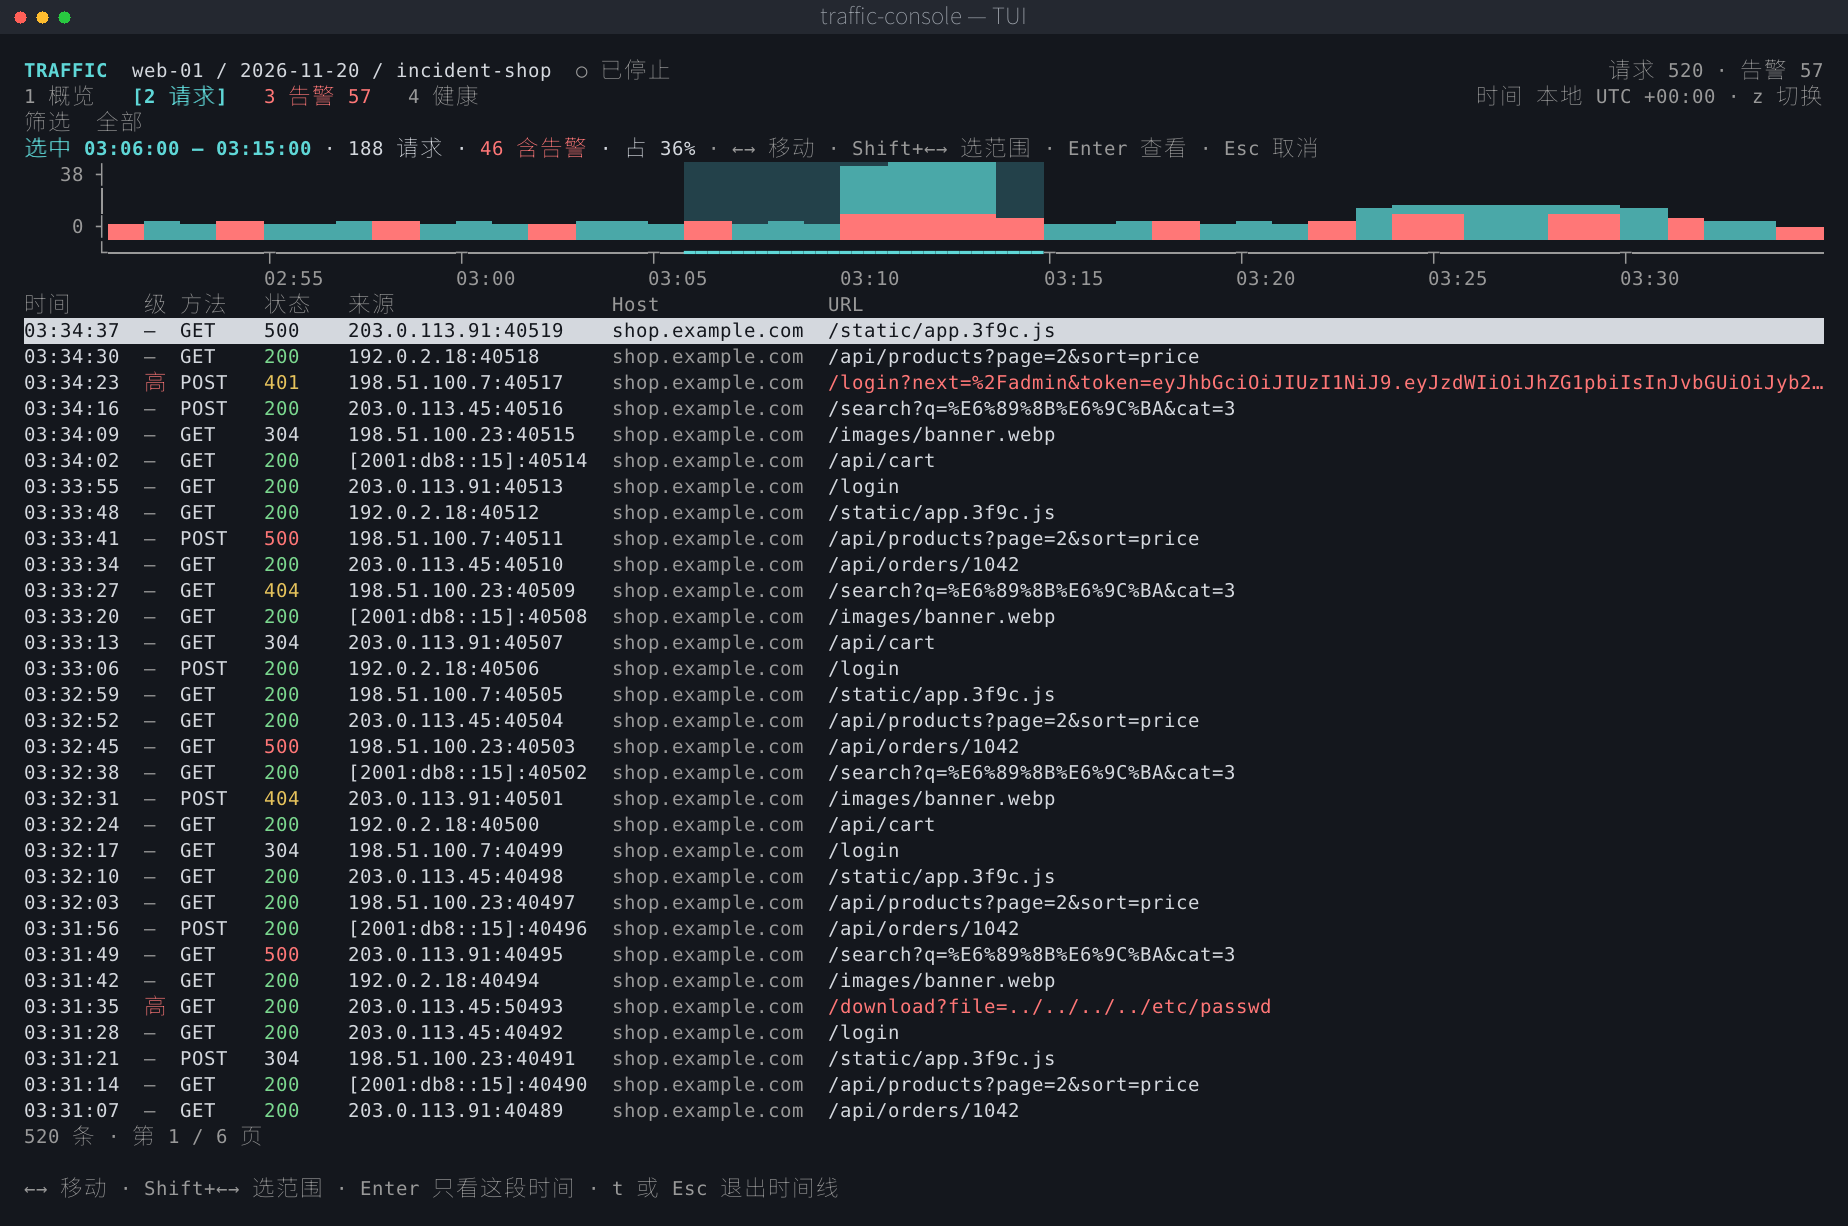 traffic-console — TUI
TRAFFIC web-01 / 2026-11-20 / incident-shop ○ 已停止 请求 520 · 告警 57
1 概览 [2 请求] 3 告警 57 4 健康 时间 本地 UTC +00:00 · z 切换
筛选 全部
选中 03:06:00 — 03:15:00 · 188 请求 · 46 含告警 · 占 36% · ←→ 移动 · Shift+←→ 选范围 · Enter 查看 · Esc 取消
38
0
02:55 03:00 03:05 03:10 03:15 03:20 03:25 03:30
时间 级 方法 状态 来源 Host URL
03:34:37 — GET 500 203.0.113.91:40519 shop.example.com /static/app.3f9c.js
03:34:30 — GET 200 192.0.2.18:40518 shop.example.com /api/products?page=2&sort=price
03:34:23 高 POST 401 198.51.100.7:40517 shop.example.com /login?next=%2Fadmin&token=eyJhbGciOiJIUzI1NiJ9.eyJzdWIiOiJhZG1pbiIsInJvbGUiOiJyb2…
03:34:16 — POST 200 203.0.113.45:40516 shop.example.com /search?q=%E6%89%8B%E6%9C%BA&cat=3
03:34:09 — GET 304 198.51.100.23:40515 shop.example.com /images/banner.webp
03:34:02 — GET 200 [2001:db8::15]:40514 shop.example.com /api/cart
03:33:55 — GET 200 203.0.113.91:40513 shop.example.com /login
03:33:48 — GET 200 192.0.2.18:40512 shop.example.com /static/app.3f9c.js
03:33:41 — POST 500 198.51.100.7:40511 shop.example.com /api/products?page=2&sort=price
03:33:34 — GET 200 203.0.113.45:40510 shop.example.com /api/orders/1042
03:33:27 — GET 404 198.51.100.23:40509 shop.example.com /search?q=%E6%89%8B%E6%9C%BA&cat=3
03:33:20 — GET 200 [2001:db8::15]:40508 shop.example.com /images/banner.webp
03:33:13 — GET 304 203.0.113.91:40507 shop.example.com /api/cart
03:33:06 — POST 200 192.0.2.18:40506 shop.example.com /login
03:32:59 — GET 200 198.51.100.7:40505 shop.example.com /static/app.3f9c.js
03:32:52 — GET 200 203.0.113.45:40504 shop.example.com /api/products?page=2&sort=price
03:32:45 — GET 500 198.51.100.23:40503 shop.example.com /api/orders/1042
03:32:38 — GET 200 [2001:db8::15]:40502 shop.example.com /search?q=%E6%89%8B%E6%9C%BA&cat=3
03:32:31 — POST 404 203.0.113.91:40501 shop.example.com /images/banner.webp
03:32:24 — GET 200 192.0.2.18:40500 shop.example.com /api/cart
03:32:17 — GET 304 198.51.100.7:40499 shop.example.com /login
03:32:10 — GET 200 203.0.113.45:40498 shop.example.com /static/app.3f9c.js
03:32:03 — GET 200 198.51.100.23:40497 shop.example.com /api/products?page=2&sort=price
03:31:56 — POST 200 [2001:db8::15]:40496 shop.example.com /api/orders/1042
03:31:49 — GET 500 203.0.113.91:40495 shop.example.com /search?q=%E6%89%8B%E6%9C%BA&cat=3
03:31:42 — GET 200 192.0.2.18:40494 shop.example.com /images/banner.webp
03:31:35 高 GET 200 203.0.113.45:50493 shop.example.com /download?file=../../../../etc/passwd
03:31:28 — GET 200 203.0.113.45:40492 shop.example.com /login
03:31:21 — POST 304 198.51.100.23:40491 shop.example.com /static/app.3f9c.js
03:31:14 — GET 200 [2001:db8::15]:40490 shop.example.com /api/products?page=2&sort=price
03:31:07 — GET 200 203.0.113.91:40489 shop.example.com /api/orders/1042
520 条 · 第 1 / 6 页
←→ 移动 · Shift+←→ 选范围 · Enter 只看这段时间 · t 或 Esc 退出时间线